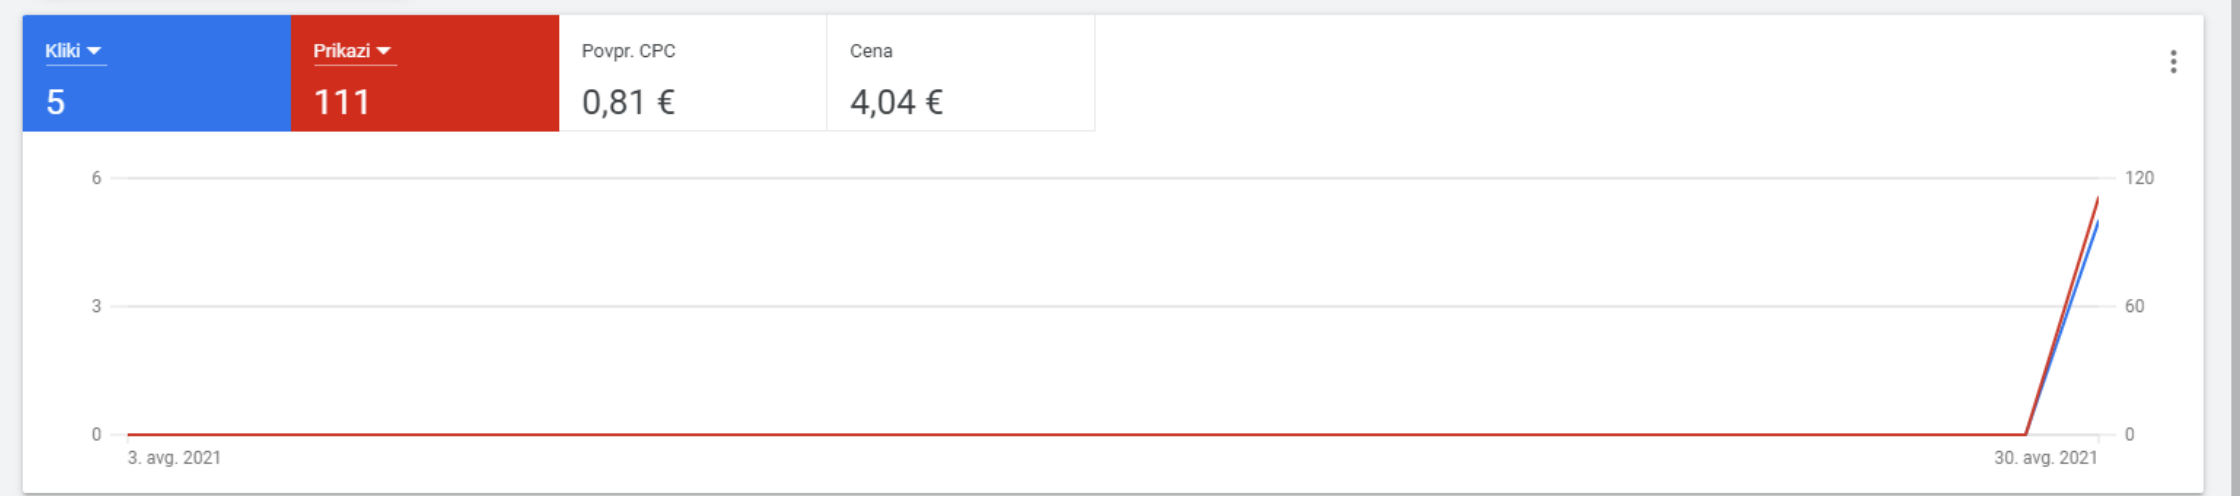 Kliki
5
Prikazi
111
Povpr. CPC
0,81 €
Cena
4,04 €
6
120
3
60
0
0
3. avg. 2021
30. avg. 2021